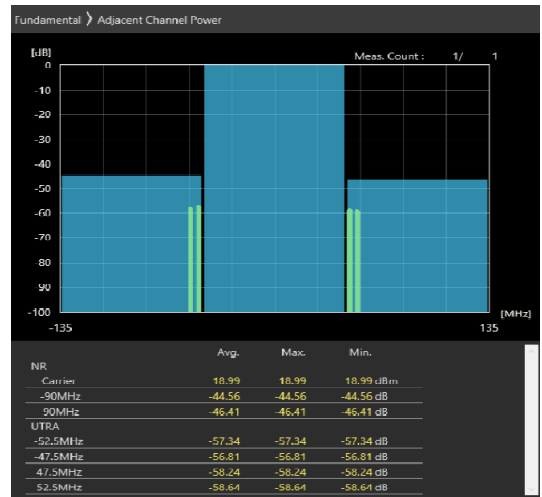 Fundamental ❯ Adjacent Channel Power
[dB] Meas. Count : 1/ 1
0
-10
-20
-30
-40
-50
-60
-70
-80
-90
-100 [MHz]
-135 135
Avg. Max. Min.
NR
Carrier 18.99 18.99 18.99 dBm
-90MHz -44.56 -44.56 -44.56 dB
90MHz -46.41 -46.41 -46.41 dB
UTRA
-52.5MHz -57.34 -57.34 -57.34 dB
-47.5MHz -56.81 -56.81 -56.81 dB
47.5MHz -58.24 -58.24 -58.24 dB
52.5MHz -58.64 -58.64 -58.64 dB